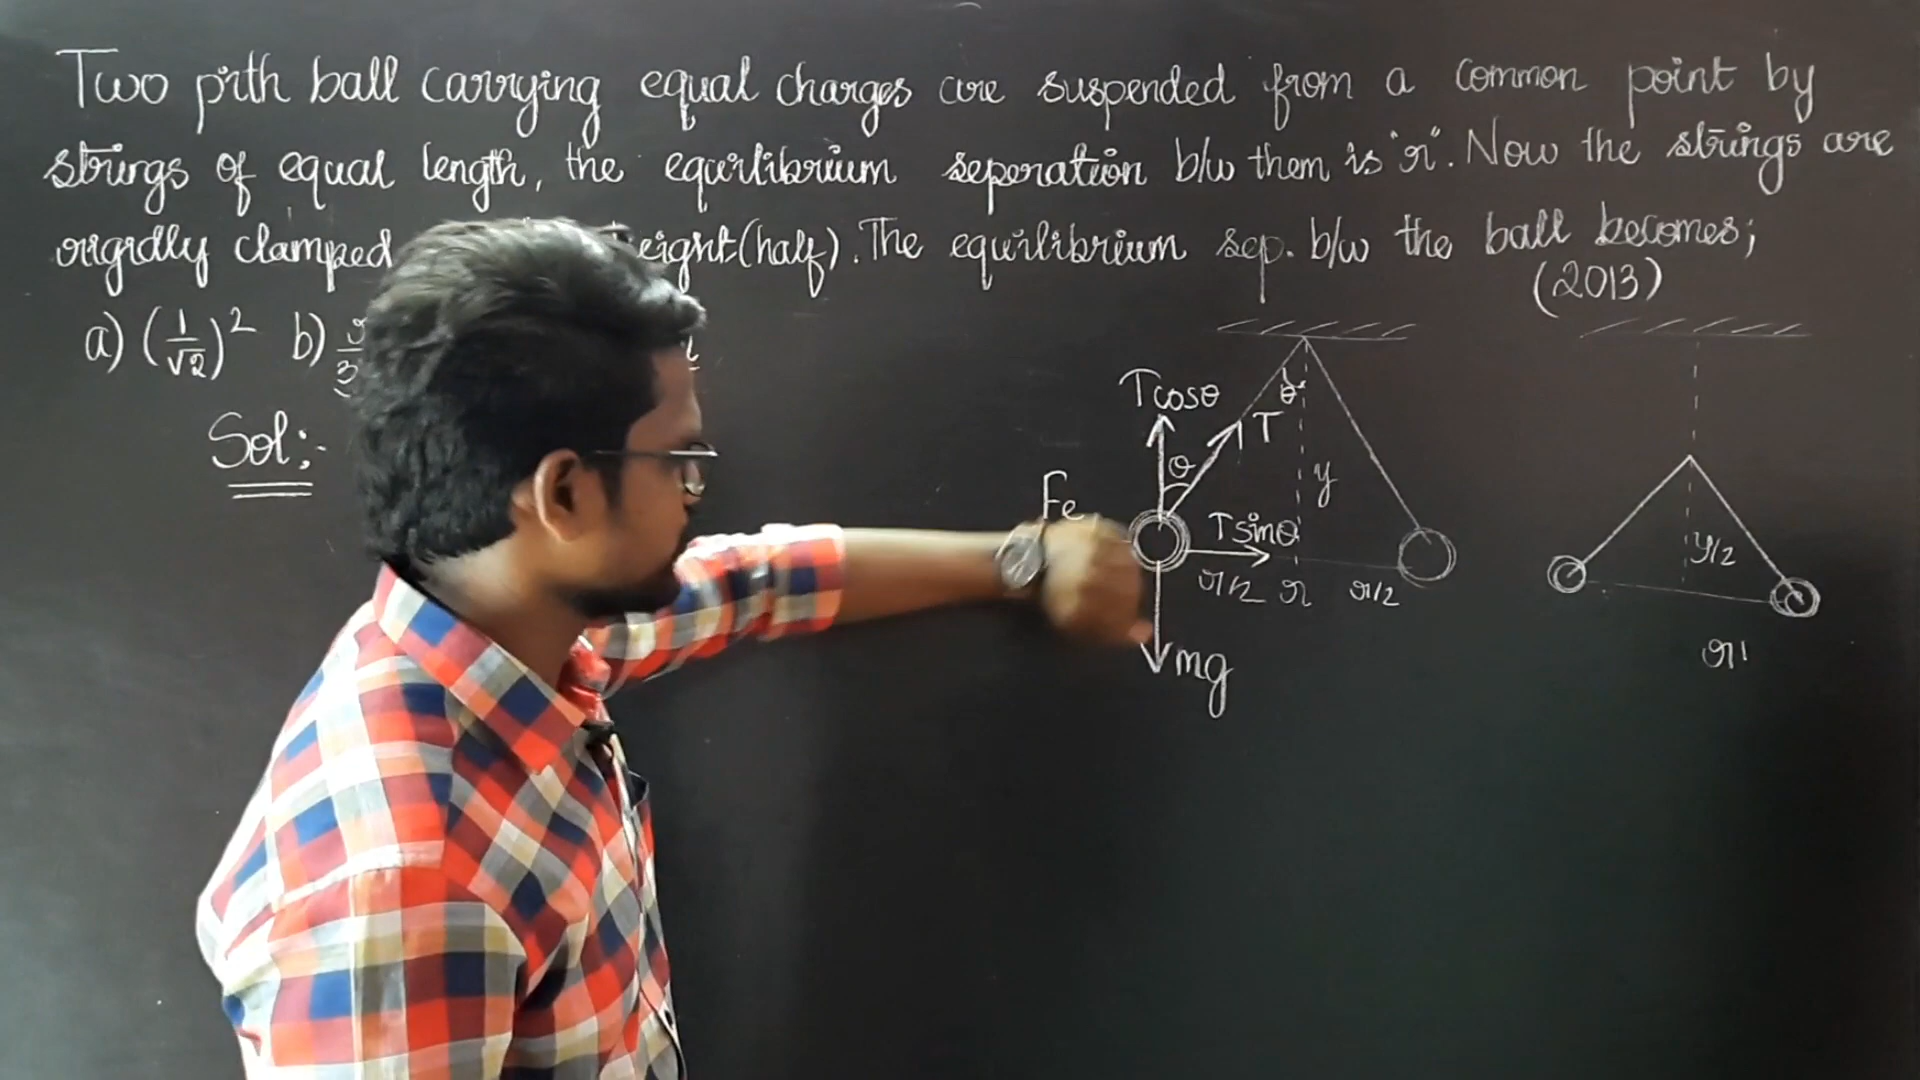 Two pith ball carrying equal charges are suspended from a common point by
strings of equal length, the equilibrium seperation b/w them is "r". Now the strings are
rigidly clamped eight(half). The equilibrium sep. b/w the ball becomes;
(2013)
a) (1/√2)² b)
Sol:-
Tcosθ
θ
T
θ
y
Fe
Tsinθ
r/2 r r/2
mg
y/2
r'